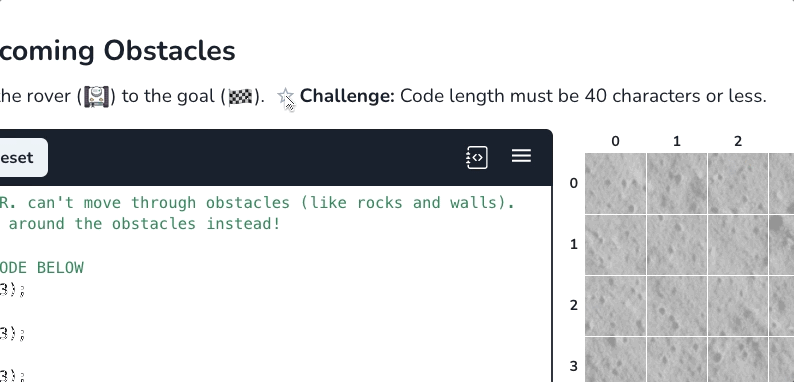 coming Obstacles
he rover ( ) to the goal ( ). ☆ Challenge: Code length must be 40 characters or less.
eset
0 1 2
R. can't move through obstacles (like rocks and walls).
around the obstacles instead!
ODE BELOW
3);
3);
3);
0
1
2
3